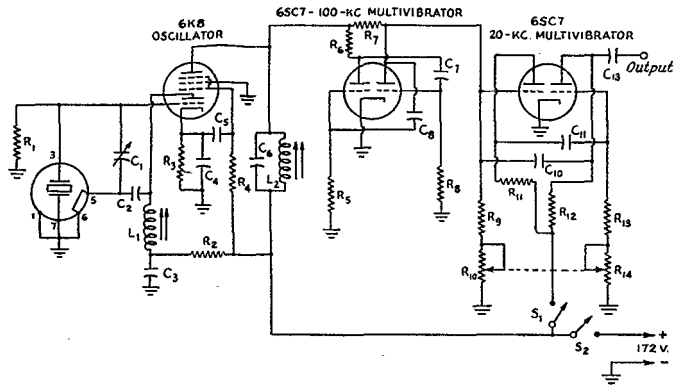 6K8
OSCILLATOR
6SC7-100-KC MULTIVIBRATOR
6SC7
20-KC. MULTIVIBRATOR
R6
R7
C7
C13
Output
R1
3
C1
C5
R3
C4
R4
C6
L2
C8
C11
C10
1
7
6
5
C2
L1
R5
R8
R9
R11
R12
R13
R2
C3
R10
R14
S1
S2
+
172 V.
-